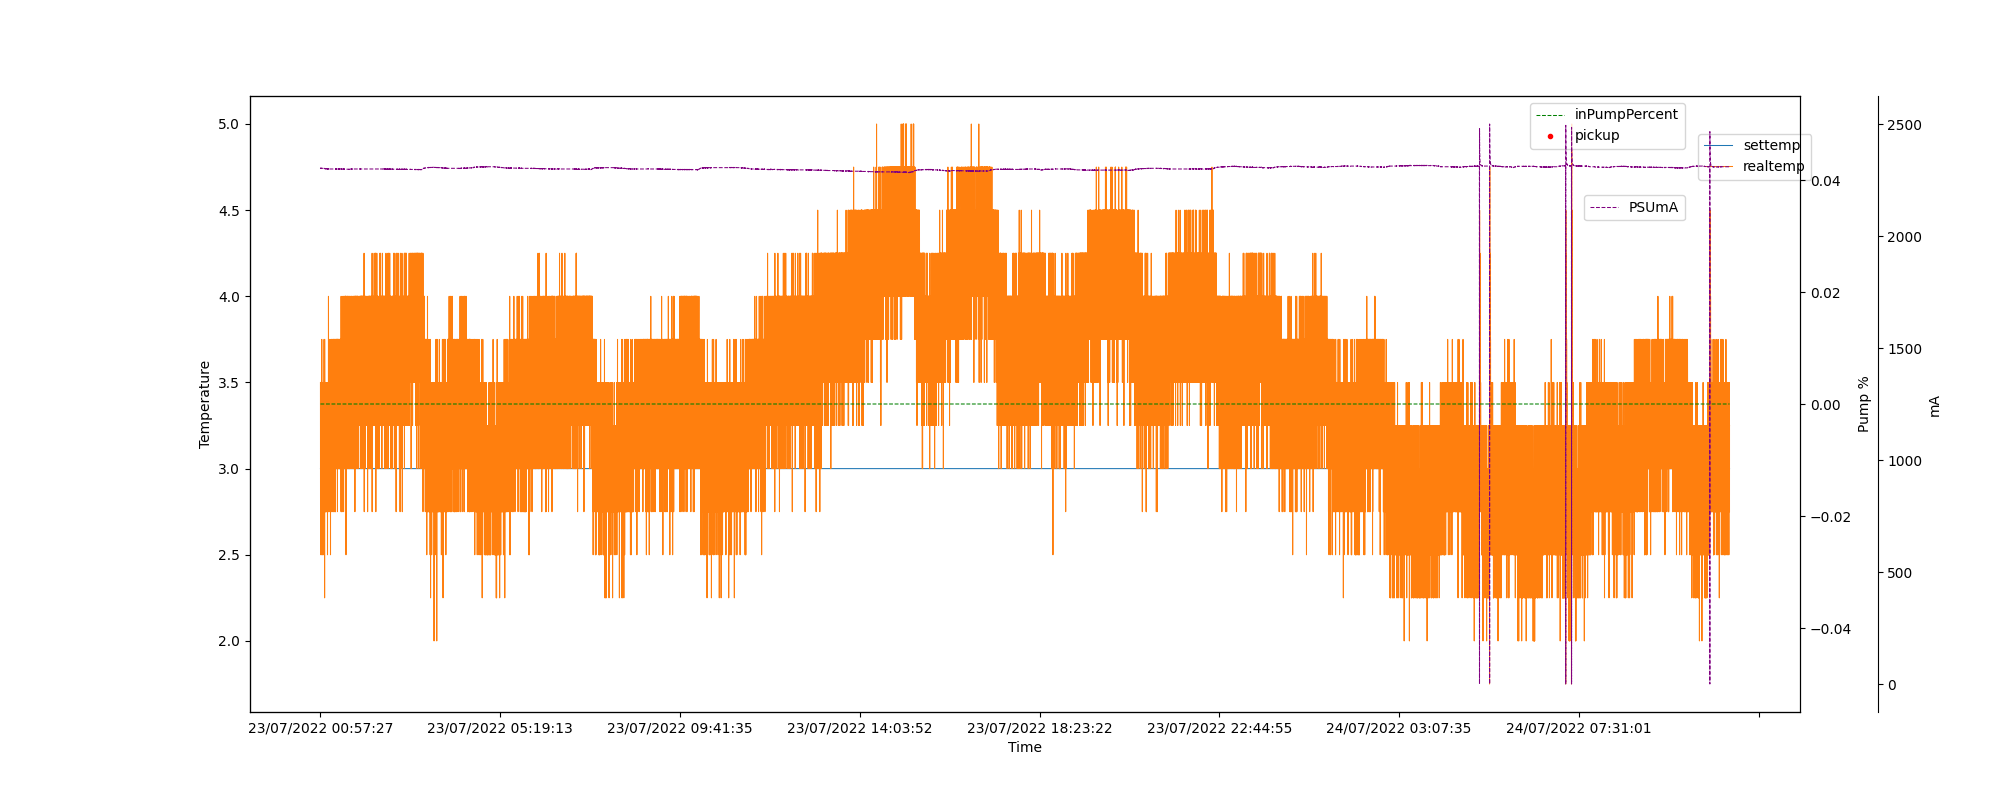 5.0
4.5
4.0
3.5
3.0
2.5
2.0
Temperature
inPumpPercent
pickup
settemp
realtemp
PSUmA
0.04
0.02
0.00
−0.02
−0.04
Pump %
2500
2000
1500
1000
500
0
mA
23/07/2022 00:57:27
23/07/2022 05:19:13
23/07/2022 09:41:35
23/07/2022 14:03:52
23/07/2022 18:23:22
23/07/2022 22:44:55
24/07/2022 03:07:35
24/07/2022 07:31:01
Time